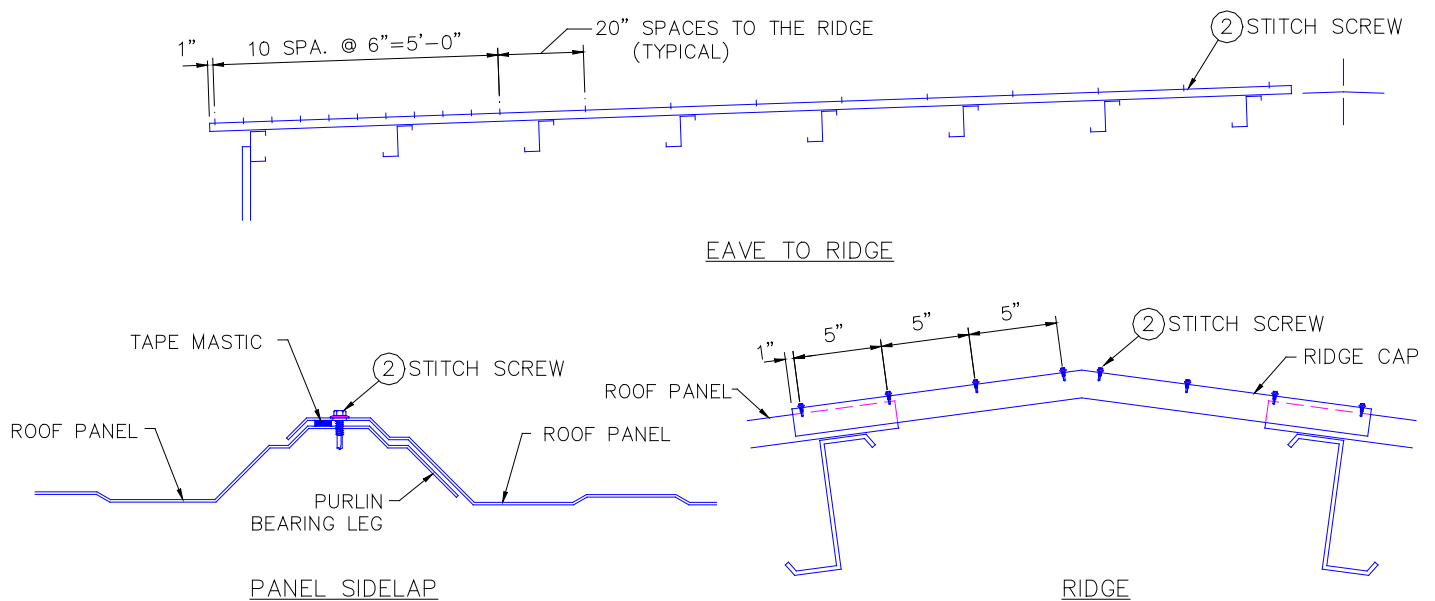 1”
10 SPA. @ 6”=5’-0”
20” SPACES TO THE RIDGE
(TYPICAL)
2 STITCH SCREW
EAVE TO RIDGE
TAPE MASTIC
2 STITCH SCREW
ROOF PANEL
ROOF PANEL
PURLIN
BEARING LEG
PANEL SIDELAP
1”
5”
5”
5”
2 STITCH SCREW
RIDGE CAP
ROOF PANEL
RIDGE